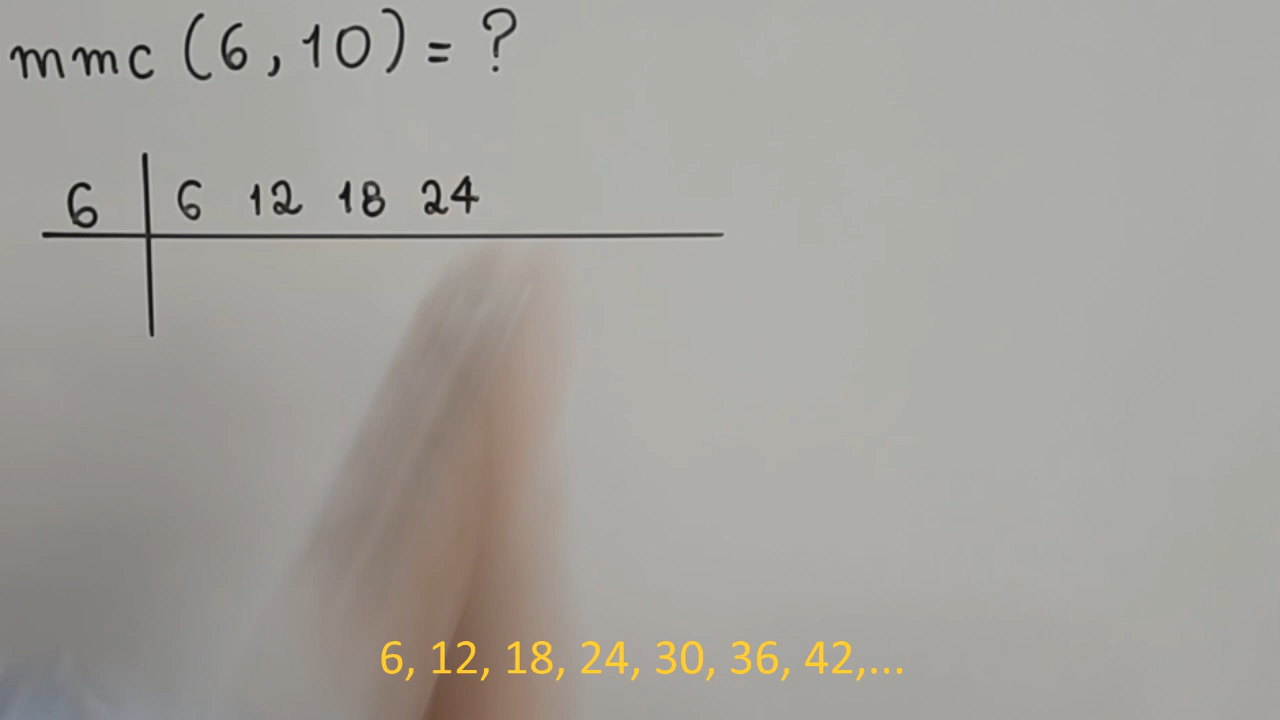 mmc (6, 10) = ?
6 6 12 18 24
6, 12, 18, 24, 30, 36, 42,...